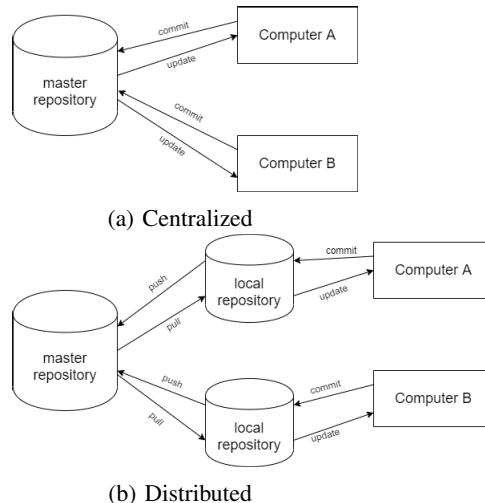 commit
Computer A
master
repository
update
commit
update
Computer B
(a) Centralized
commit
push
local
repository
Computer A
update
pull
master
repository
push
commit
Computer B
pull
local
repository
update
(b) Distributed